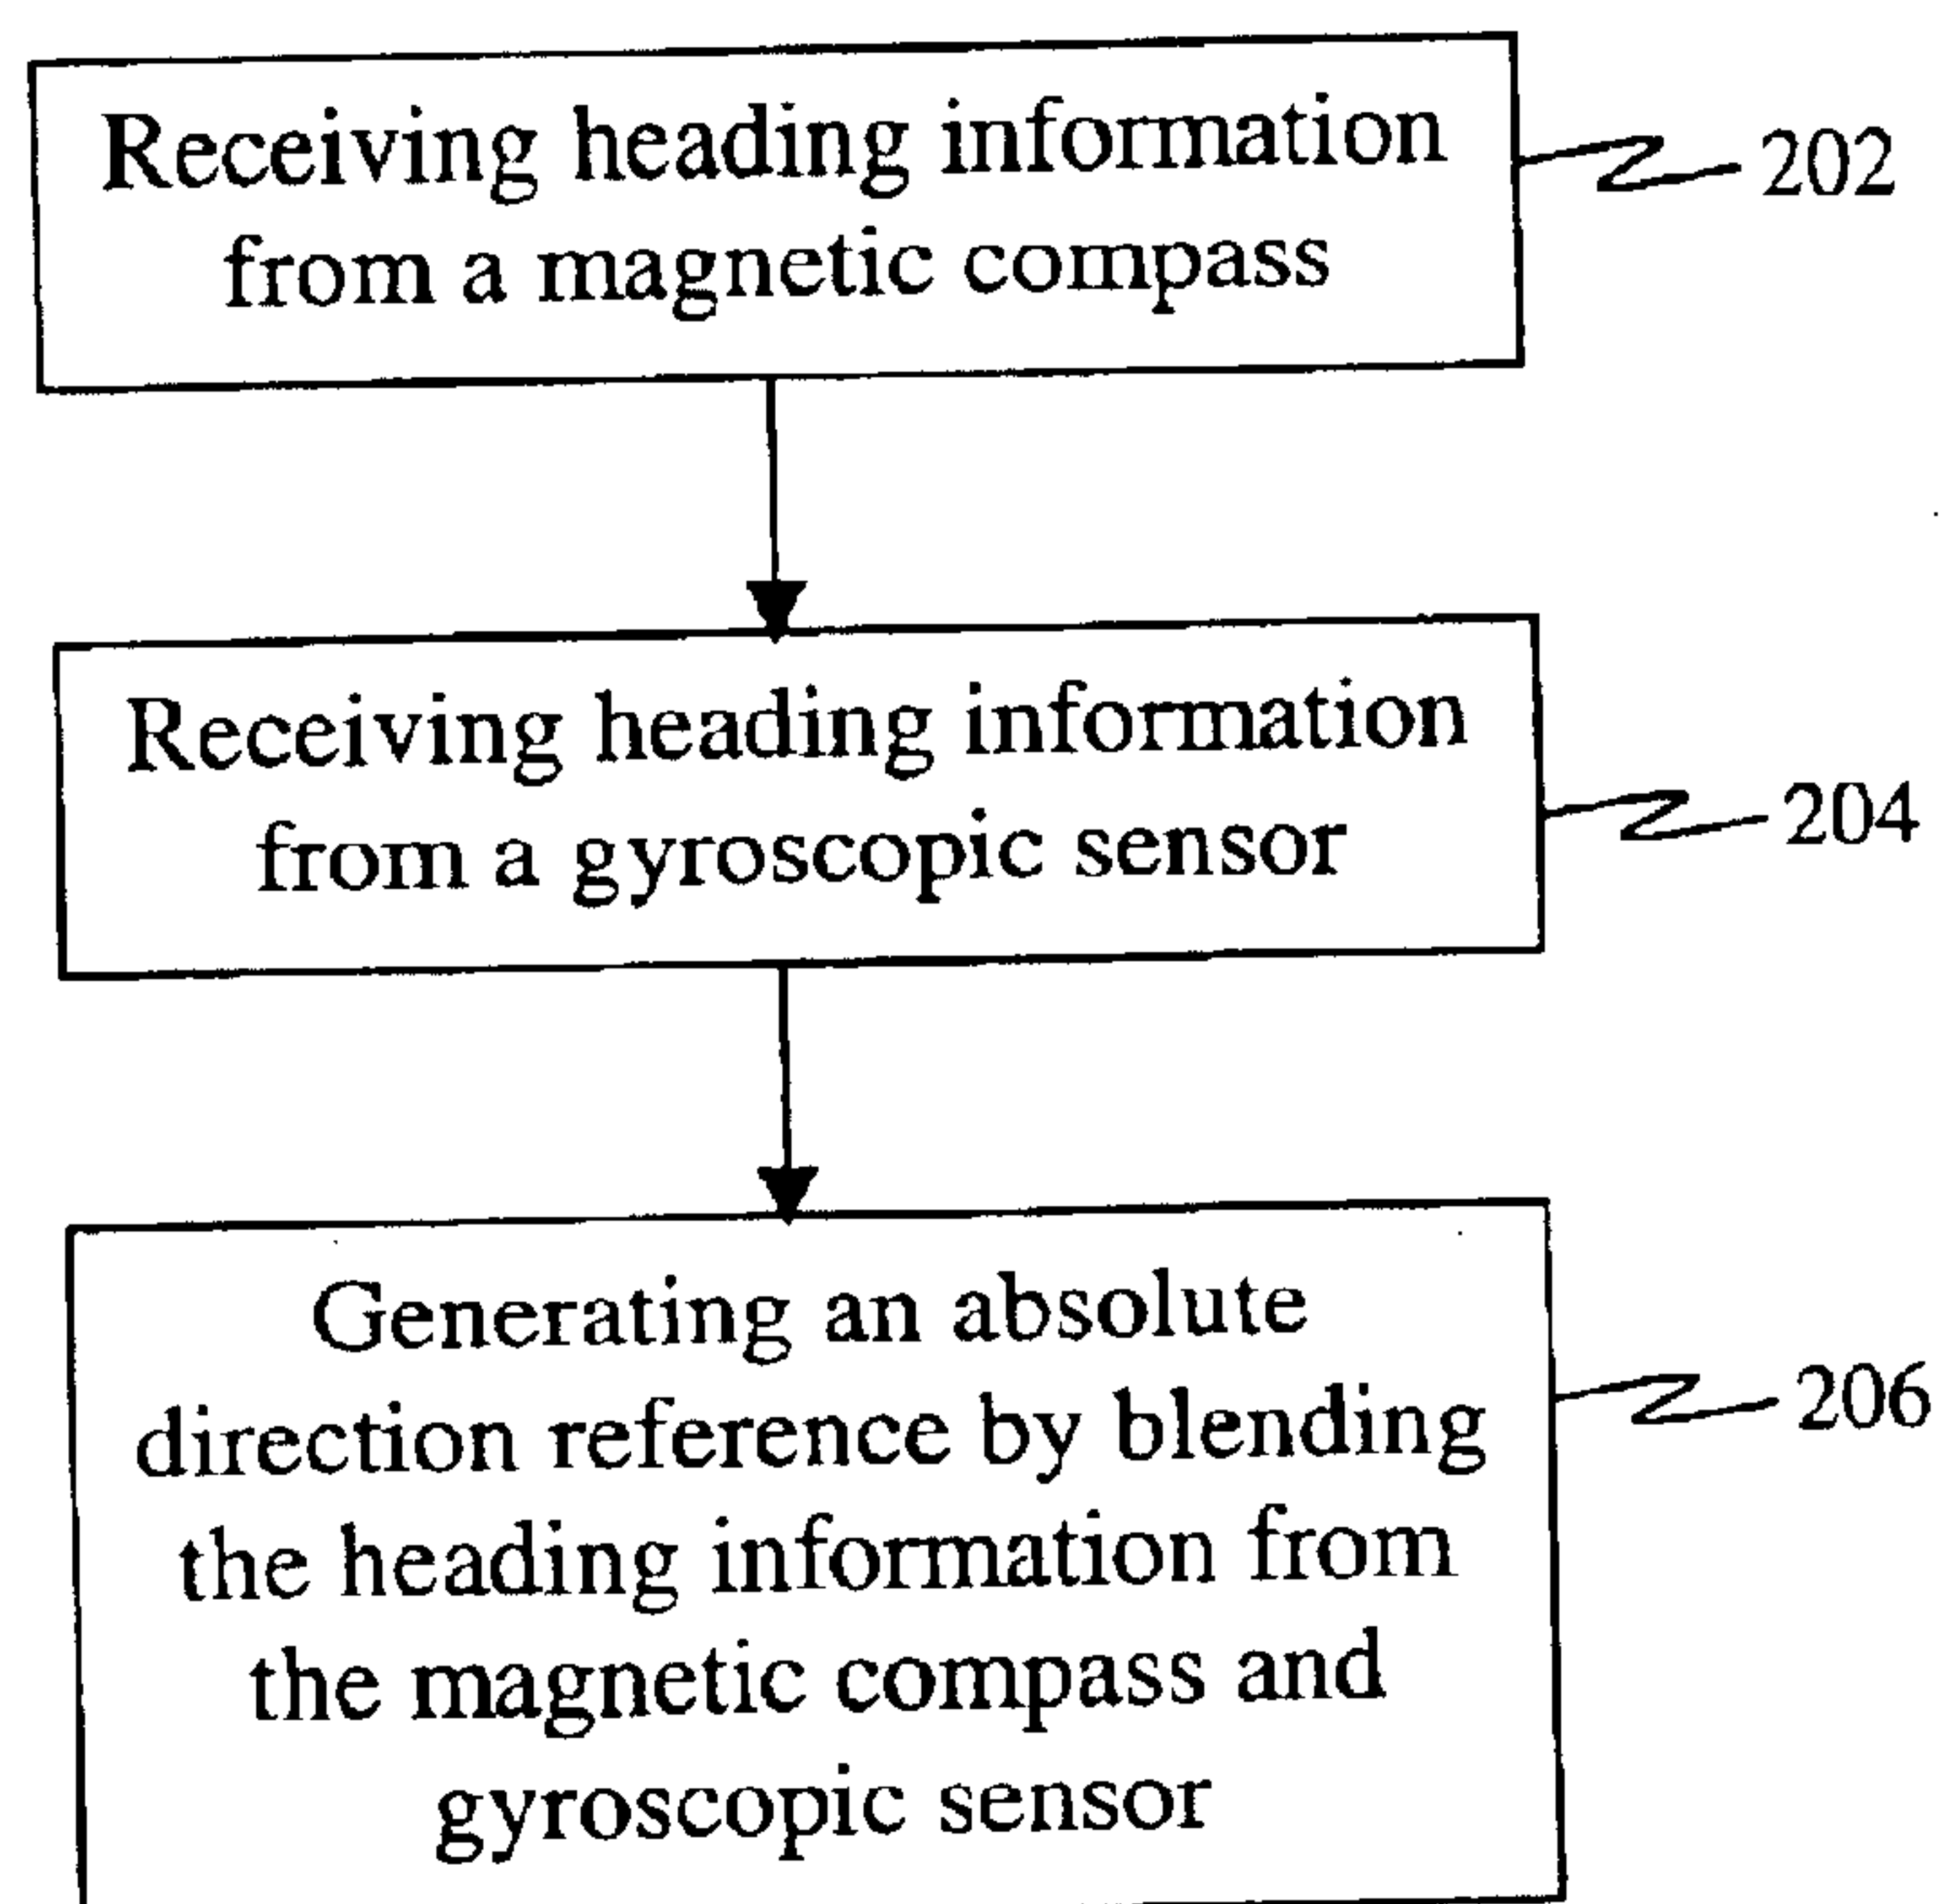 Receiving heading information
from a magnetic compass
202
Receiving heading information
from a gyroscopic sensor
204
Generating an absolute
direction reference by blending
the heading information from
the magnetic compass and
gyroscopic sensor
206